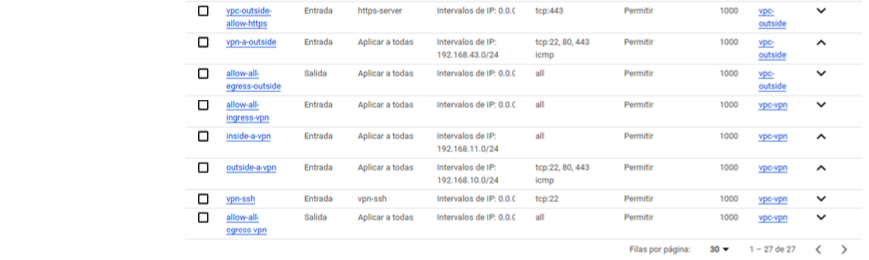 vpc-outside-allow-https Entrada https-server Intervalos de IP: 0.0.0 tcp:443 Permitir 1000 vpc-outside
vpn-a-outside Entrada Aplicar a todas Intervalos de IP: 192.168.43.0/24 tcp:22, 80, 443 icmp Permitir 1000 vpc-outside
allow-all-egress-outside Salida Aplicar a todas Intervalos de IP: 0.0.0 all Permitir 1000 vpc-outside
allow-all-ingress-vpn Entrada Aplicar a todas Intervalos de IP: 0.0.0 all Permitir 1000 vpc-vpn
inside-a-vpn Entrada Aplicar a todas Intervalos de IP: 192.168.11.0/24 all Permitir 1000 vpc-vpn
outside-a-vpn Entrada Aplicar a todas Intervalos de IP: 192.168.10.0/24 tcp:22, 80, 443 icmp Permitir 1000 vpc-vpn
vpn-ssh Entrada vpn-ssh Intervalos de IP: 0.0.0 tcp:22 Permitir 1000 vpc-vpn
allow-all-egress vpn Salida Aplicar a todas Intervalos de IP: 0.0.0 all Permitir 1000 vpc-vpn
Filas por página: 30 1 – 27 de 27